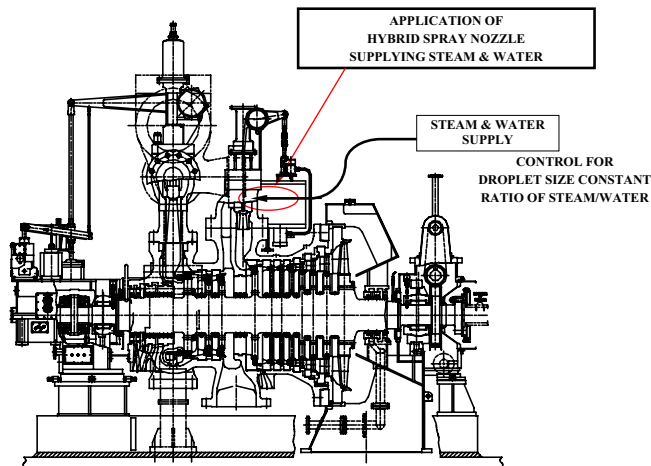 APPLICATION OF
HYBRID SPRAY NOZZLE
SUPPLYING STEAM & WATER
STEAM & WATER
SUPPLY
CONTROL FOR
DROPLET SIZE CONSTANT
RATIO OF STEAM/WATER